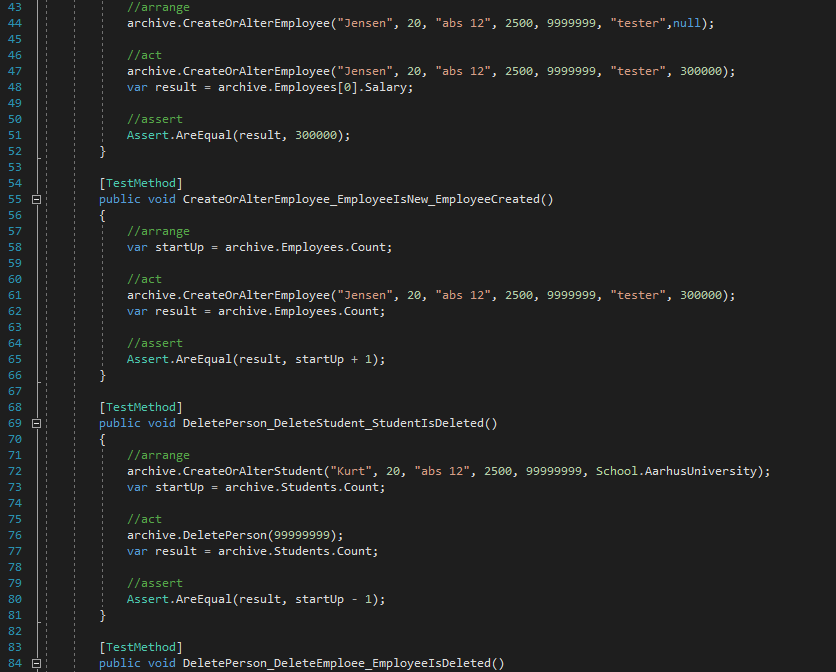 43 //arrange
44 archive.CreateOrAlterEmployee("Jensen", 20, "abs 12", 2500, 9999999, "tester",null);
45
46 //act
47 archive.CreateOrAlterEmployee("Jensen", 20, "abs 12", 2500, 9999999, "tester", 300000);
48 var result = archive.Employees[0].Salary;
49
50 //assert
51 Assert.AreEqual(result, 300000);
52 }
53
54 [TestMethod]
55 public void CreateOrAlterEmployee_EmployeeIsNew_EmployeeCreated()
56 {
57 //arrange
58 var startUp = archive.Employees.Count;
59
60 //act
61 archive.CreateOrAlterEmployee("Jensen", 20, "abs 12", 2500, 9999999, "tester", 300000);
62 var result = archive.Employees.Count;
63
64 //assert
65 Assert.AreEqual(result, startUp + 1);
66 }
67
68 [TestMethod]
69 public void DeletePerson_DeleteStudent_StudentIsDeleted()
70 {
71 //arrange
72 archive.CreateOrAlterStudent("Kurt", 20, "abs 12", 2500, 99999999, School.AarhusUniversity);
73 var startUp = archive.Students.Count;
74
75 //act
76 archive.DeletePerson(99999999);
77 var result = archive.Students.Count;
78
79 //assert
80 Assert.AreEqual(result, startUp - 1);
81 }
82
83 [TestMethod]
84 public void DeletePerson_DeleteEmploee_EmployeeIsDeleted()